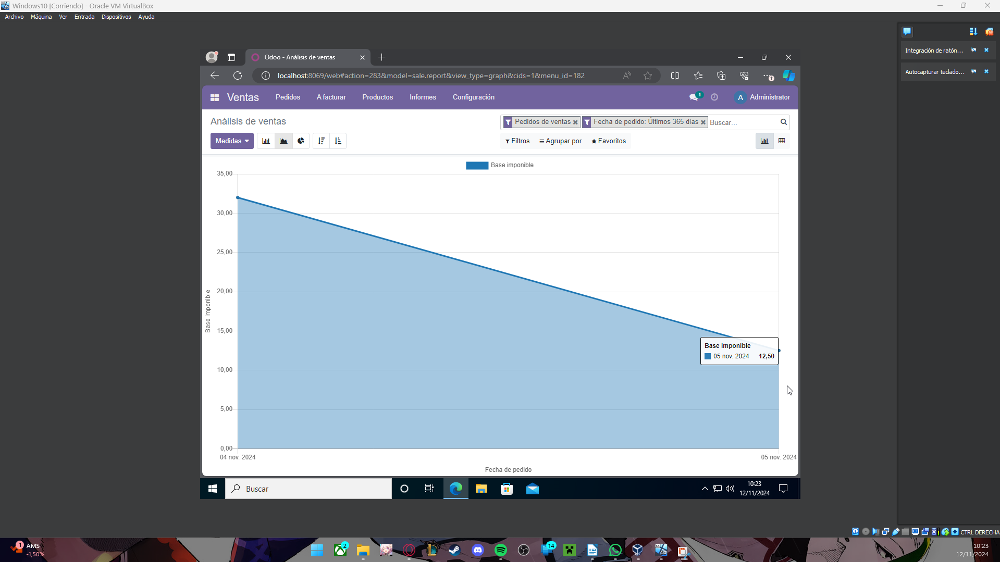 Windows10 [Corriendo] - Oracle VM VirtualBox
Archivo Máquina Ver Entrada Dispositivos Ayuda
Integración de ratón...
Autocapturar teclado...
Odoo - Análisis de ventas
localhost:8069/web#action=283&model=sale.report&view_type=graph&cids=1&menu_id=182
Ventas Pedidos A facturar Productos Informes Configuración 1 A Administrator
Análisis de ventas
Pedidos de ventas Fecha de pedido: Últimos 365 días Buscar...
Medidas Filtros Agrupar por Favoritos
Base imponible
35,00
30,00
25,00
20,00
15,00
10,00
5,00
0,00
Base imponible
Base imponible
05 nov. 2024 12,50
04 nov. 2024 05 nov. 2024
Fecha de pedido
Buscar
10:23
12/11/2024
CTRL DERECHA
1 AMS
-1,50%
2
14
10:23
12/11/2024